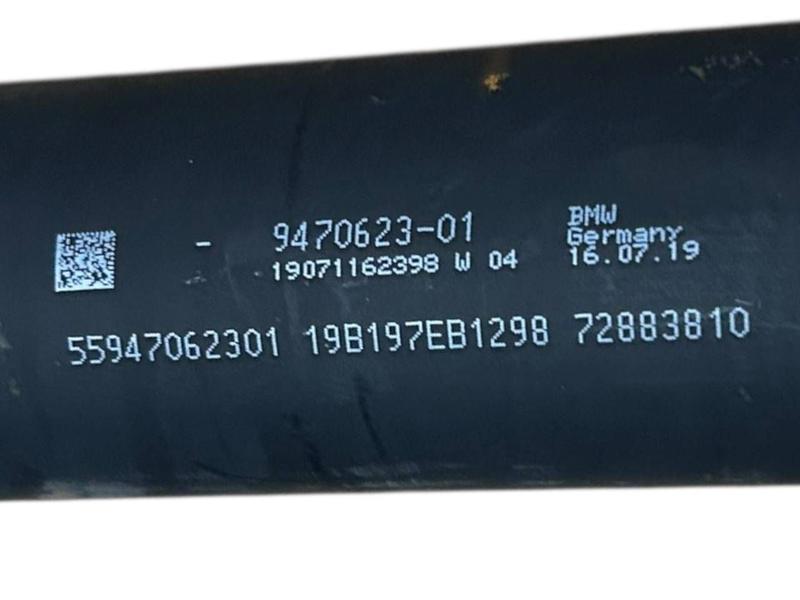 - 9470623-01
19071162398 W 04
BMW
Germany
16.07.19
55947062301 19B197EB1298 72883810